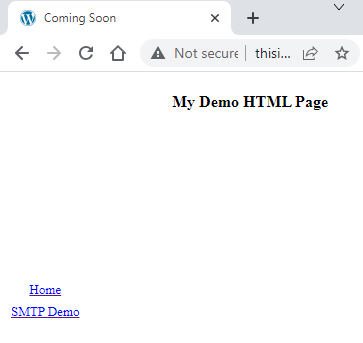 Coming Soon
Not secure thisi...
My Demo HTML Page
Home
SMTP Demo